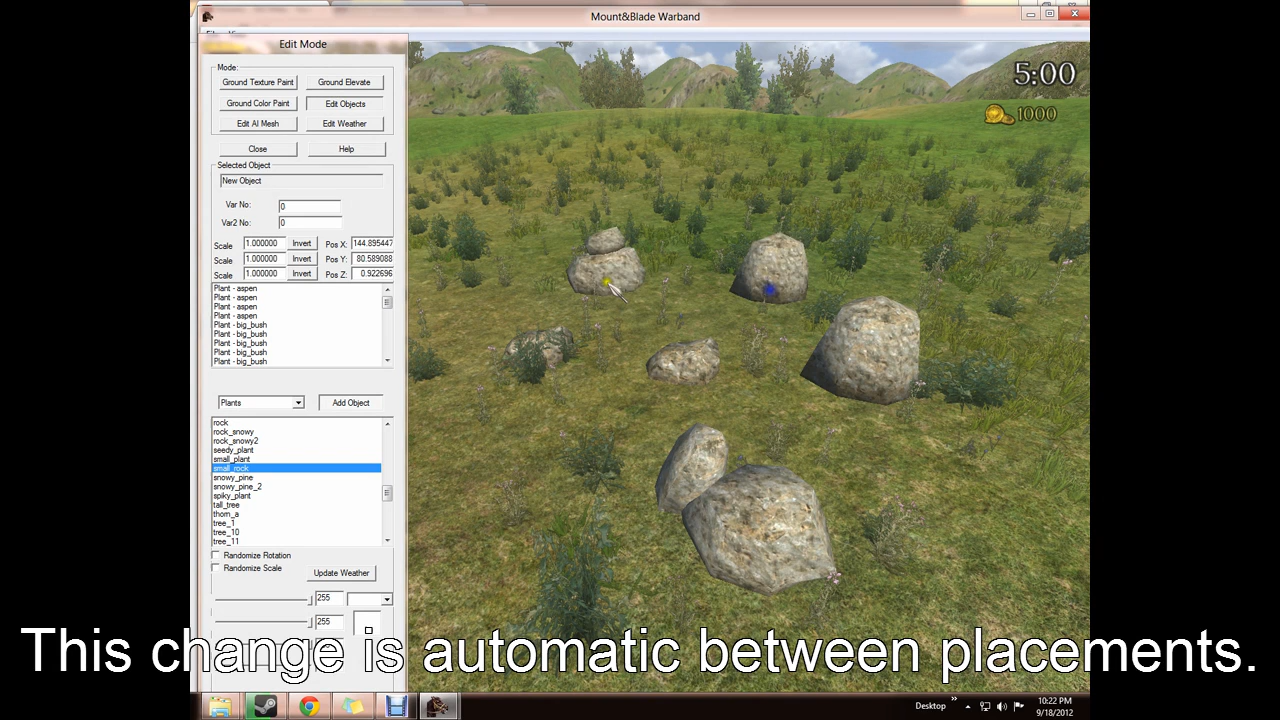 Mount&Blade Warband
Edit Mode
5:00
1000
Mode:
Ground Texture Paint
Ground Elevate
Ground Color Paint
Edit Objects
Edit AI Mesh
Edit Weather
Close
Help
Selected Object
New Object
Var No:
0
Var2 No:
0
Scale 1.000000 Invert Pos X: 144.895447
Scale 1.000000 Invert Pos Y: 80.589088
Scale 1.000000 Invert Pos Z: 0.922696
Plant - aspen
Plant - aspen
Plant - aspen
Plant - aspen
Plant - big_bush
Plant - big_bush
Plant - big_bush
Plant - big_bush
Plant - big_bush
Plants
Add Object
rock
rock_snowy
rock_snowy2
seedy_plant
small_plant
small_rock
snowy_pine
snowy_pine_2
spiky_plant
tall_tree
thorn_a
tree_1
tree_10
tree_11
Randomize Rotation
Randomize Scale
Update Weather
255
255
This change is automatic between placements.
Desktop
10:22 PM
9/18/2012